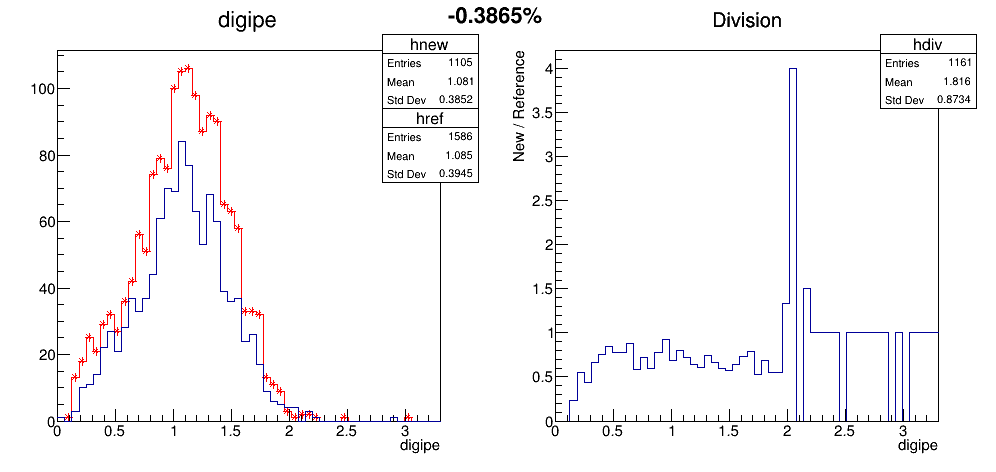 -0.3865%
digipe
hnew
Entries 1105
Mean 1.081
Std Dev 0.3852
href
Entries 1586
Mean 1.085
Std Dev 0.3945
100
80
60
40
20
0
0 0.5 1 1.5 2 2.5 3
digipe
Division
hdiv
Entries 1161
Mean 1.816
Std Dev 0.8734
New / Reference
4
3.5
3
2.5
2
1.5
1
0.5
0
0 0.5 1 1.5 2 2.5 3
digipe